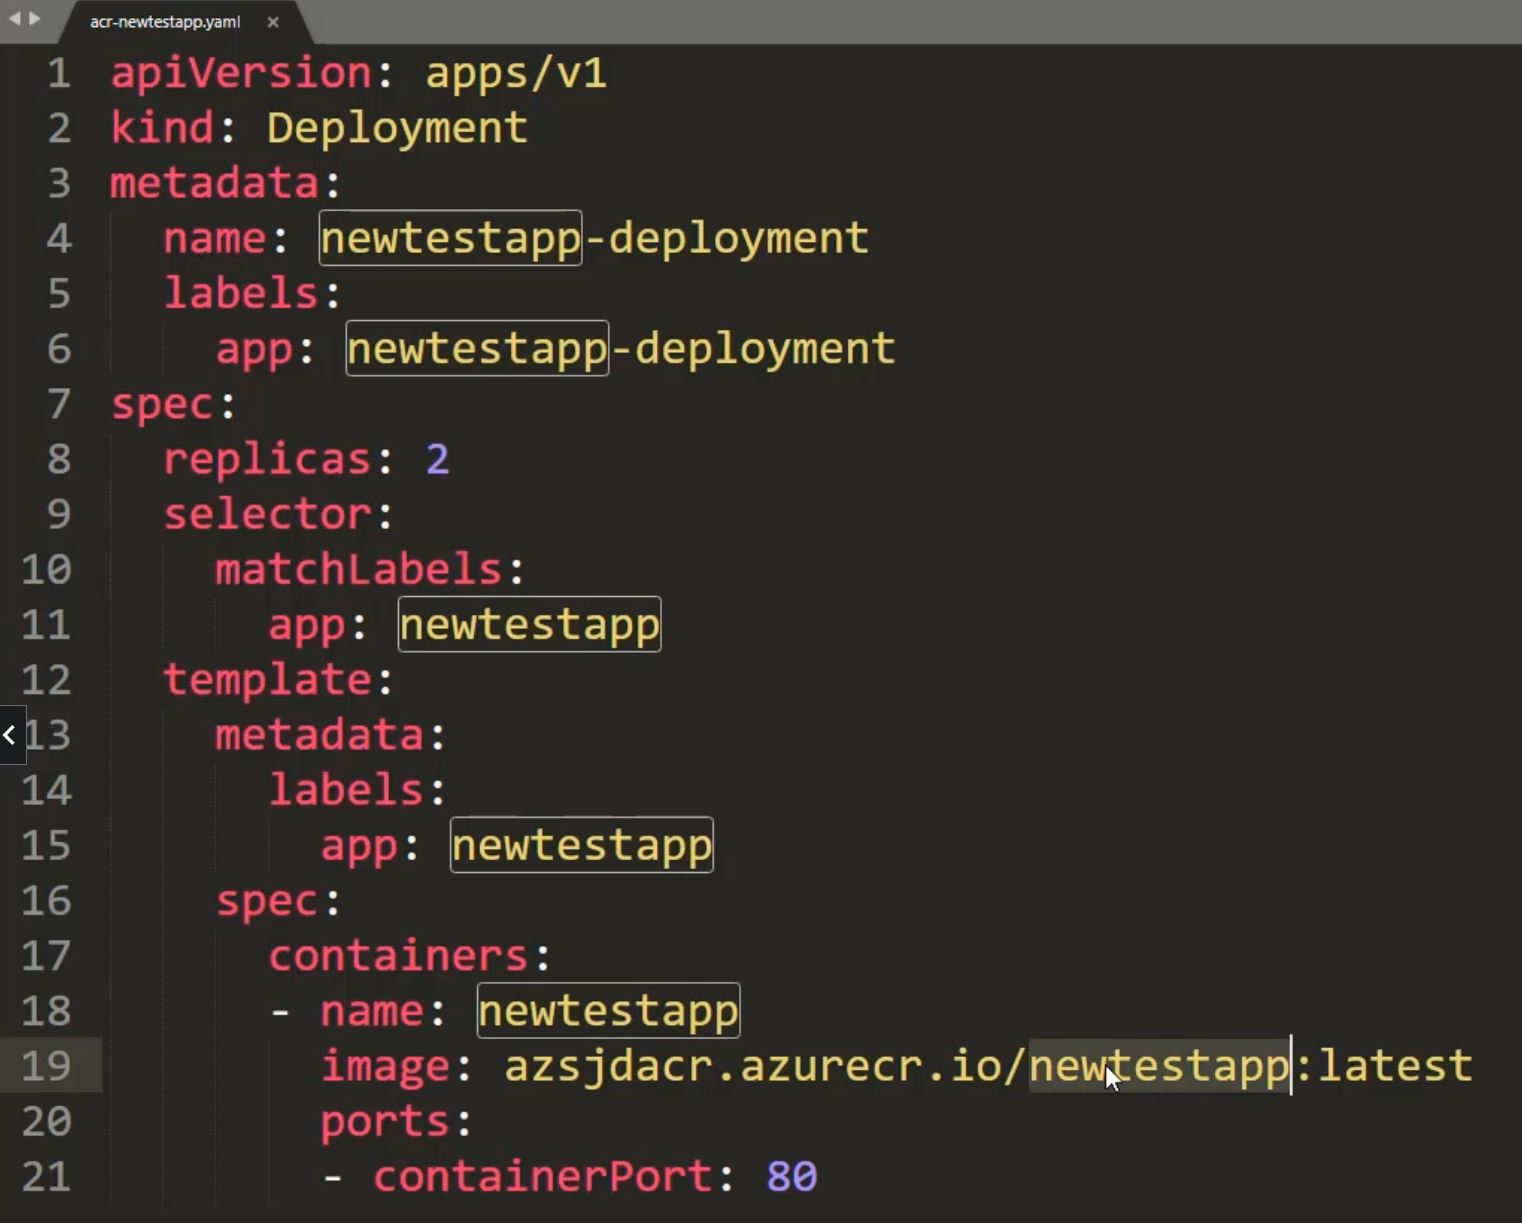 acr-newtestapp.yaml ×
1 apiVersion: apps/v1
2 kind: Deployment
3 metadata:
4   name: newtestapp-deployment
5   labels:
6     app: newtestapp-deployment
7 spec:
8   replicas: 2
9   selector:
10     matchLabels:
11       app: newtestapp
12   template:
13     metadata:
14       labels:
15         app: newtestapp
16     spec:
17       containers:
18       - name: newtestapp
19         image: azsjdacr.azurecr.io/newtestapp:latest
20         ports:
21         - containerPort: 80